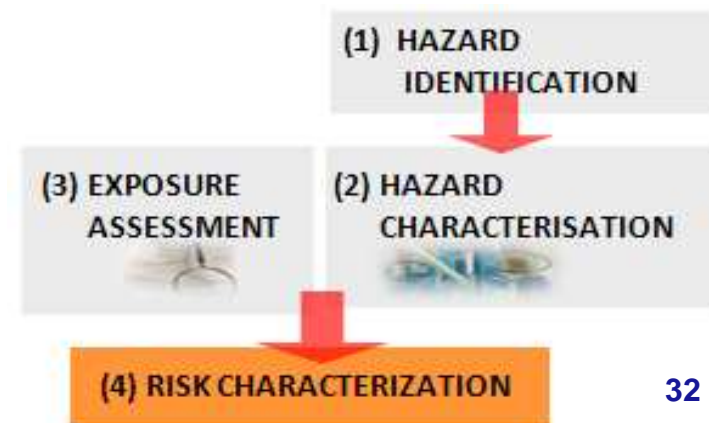 (1) HAZARD
IDENTIFICATION
(3) EXPOSURE
ASSESSMENT
(2) HAZARD
CHARACTERISATION
(4) RISK CHARACTERIZATION
32